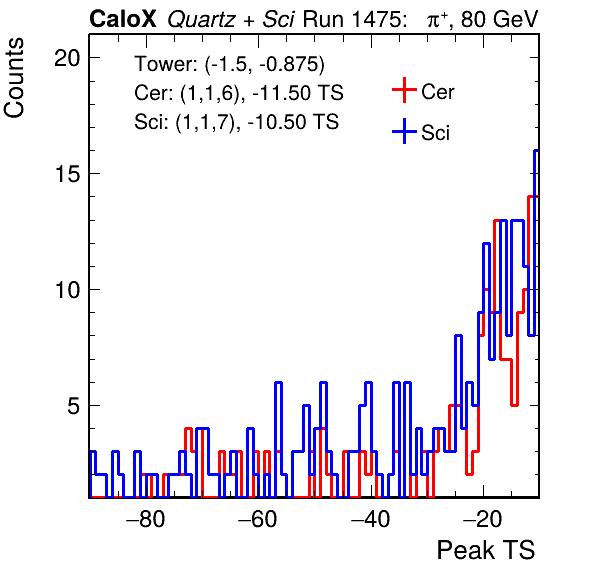 CaloX Quartz + Sci Run 1475: π⁺, 80 GeV
Counts
Tower: (-1.5, -0.875)
Cer: (1,1,6), -11.50 TS
Sci: (1,1,7), -10.50 TS
Cer
Sci
20
15
10
5
−80 −60 −40 −20
Peak TS